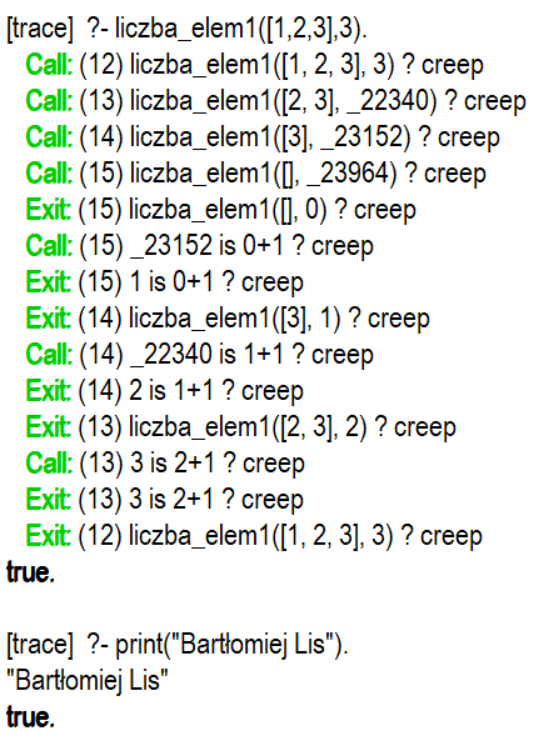 [trace]  ?- liczba_elem1([1,2,3],3).
Call: (12) liczba_elem1([1, 2, 3], 3) ? creep
Call: (13) liczba_elem1([2, 3], _22340) ? creep
Call: (14) liczba_elem1([3], _23152) ? creep
Call: (15) liczba_elem1([], _23964) ? creep
Exit: (15) liczba_elem1([], 0) ? creep
Call: (15) _23152 is 0+1 ? creep
Exit: (15) 1 is 0+1 ? creep
Exit: (14) liczba_elem1([3], 1) ? creep
Call: (14) _22340 is 1+1 ? creep
Exit: (14) 2 is 1+1 ? creep
Exit: (13) liczba_elem1([2, 3], 2) ? creep
Call: (13) 3 is 2+1 ? creep
Exit: (13) 3 is 2+1 ? creep
Exit: (12) liczba_elem1([1, 2, 3], 3) ? creep
true.
[trace]  ?- print("Bartłomiej Lis").
"Bartłomiej Lis"
true.